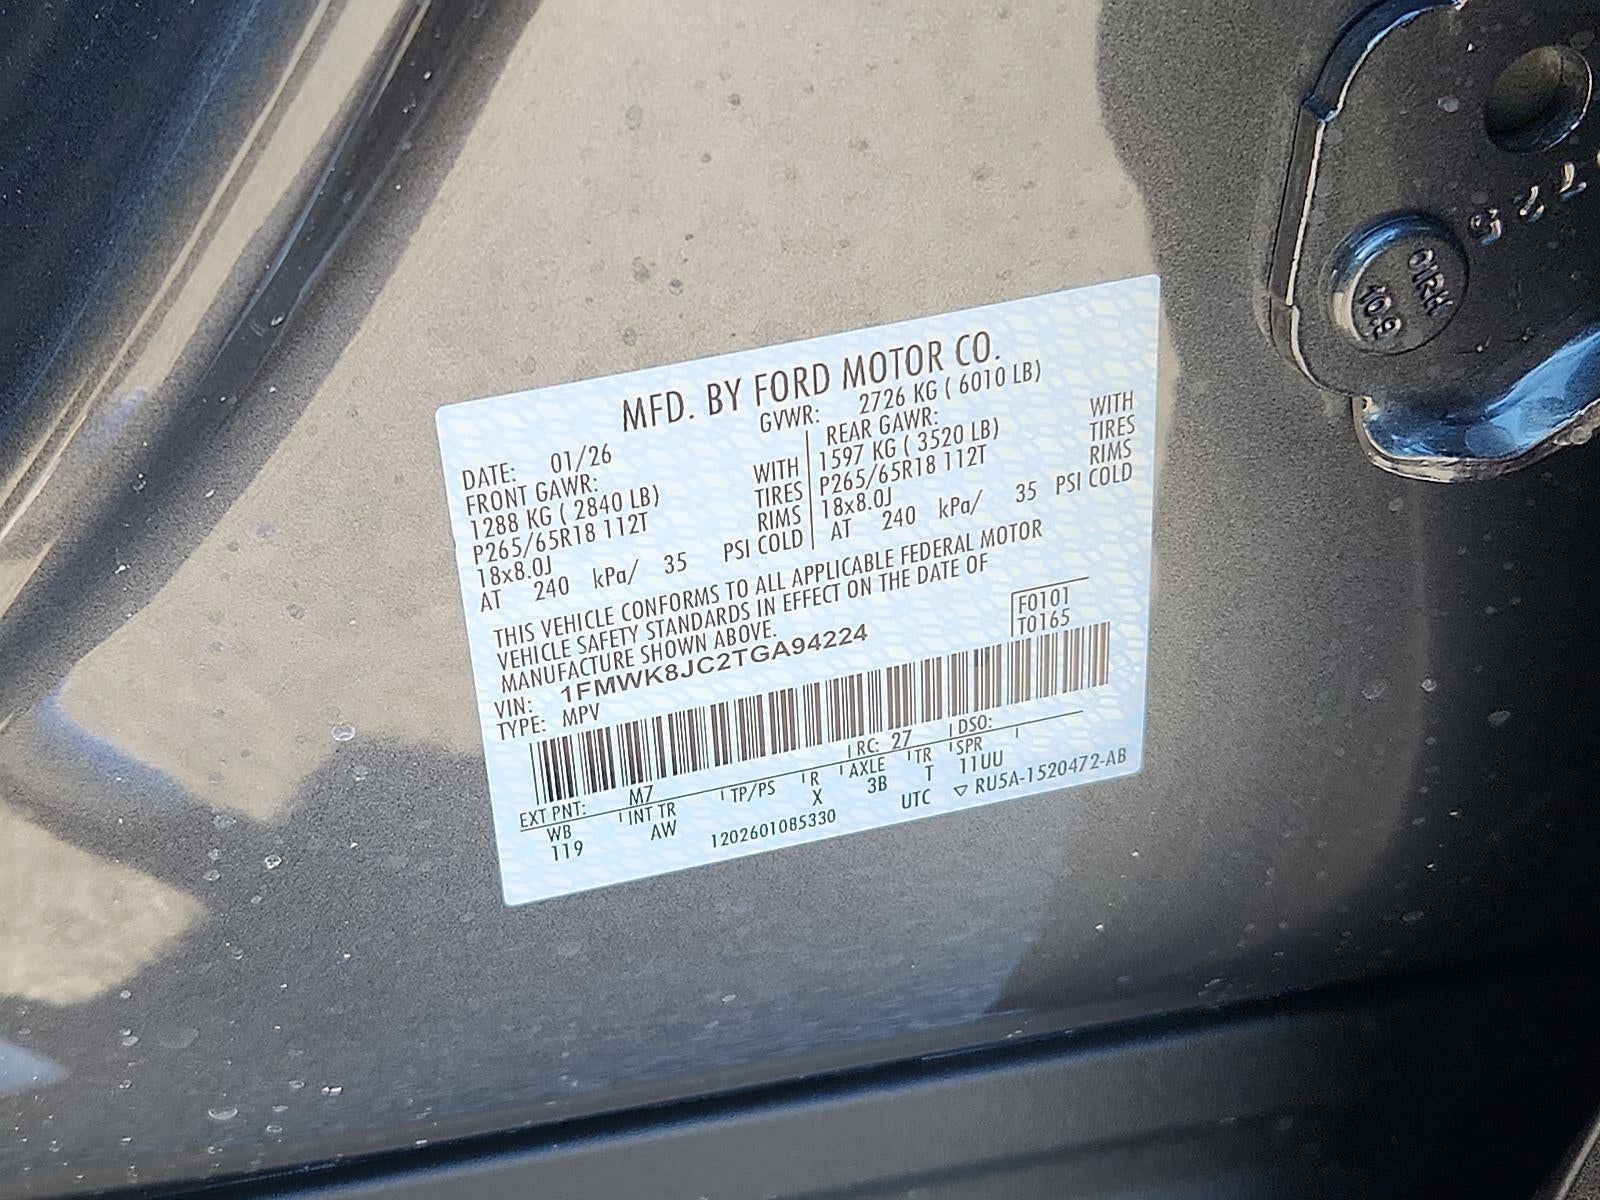 MFD. BY FORD MOTOR CO.
DATE: 01/26 GVWR: 2726 KG ( 6010 LB)
FRONT GAWR: REAR GAWR:
1288 KG ( 2840 LB) WITH 1597 KG ( 3520 LB) WITH
P265/65R18 112T TIRES P265/65R18 112T TIRES
18x8.0J RIMS 18x8.0J RIMS
AT 240 kPa/ 35 PSI COLD AT 240 kPa/ 35 PSI COLD
THIS VEHICLE CONFORMS TO ALL APPLICABLE FEDERAL MOTOR
VEHICLE SAFETY STANDARDS IN EFFECT ON THE DATE OF
MANUFACTURE SHOWN ABOVE.
F0101
T0165
VIN: 1FMWK8JC2TGA94224
TYPE: MPV
EXT PNT: M7 RC: 27 DSO:
WB INT TR TP/PS R AXLE TR SPR
119 AW X 3B T 11UU
1202601085330 UTC ▽ RU5A-1520472-AB
01RH
10.9